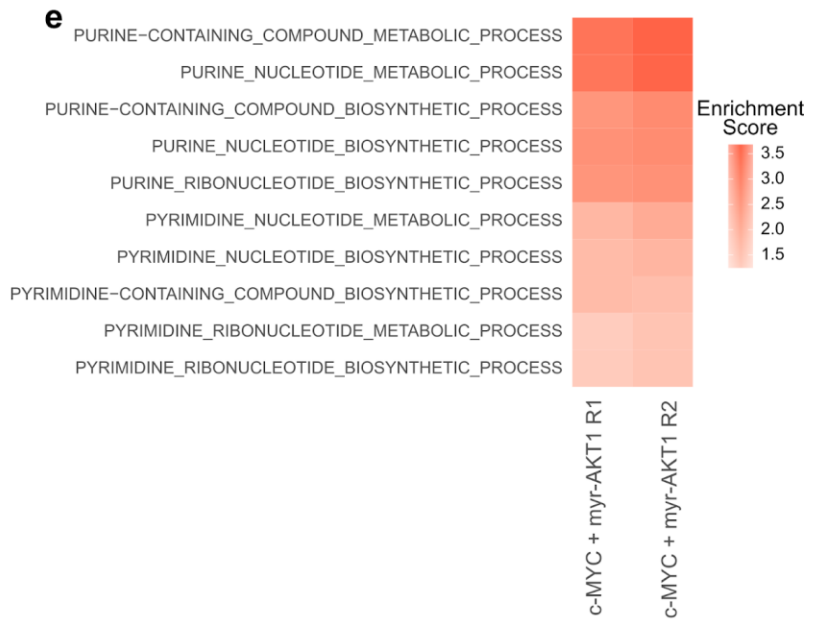 e
PURINE−CONTAINING_COMPOUND_METABOLIC_PROCESS
PURINE_NUCLEOTIDE_METABOLIC_PROCESS
PURINE−CONTAINING_COMPOUND_BIOSYNTHETIC_PROCESS
PURINE_NUCLEOTIDE_BIOSYNTHETIC_PROCESS
PURINE_RIBONUCLEOTIDE_BIOSYNTHETIC_PROCESS
PYRIMIDINE_NUCLEOTIDE_METABOLIC_PROCESS
PYRIMIDINE_NUCLEOTIDE_BIOSYNTHETIC_PROCESS
PYRIMIDINE−CONTAINING_COMPOUND_BIOSYNTHETIC_PROCESS
PYRIMIDINE_RIBONUCLEOTIDE_METABOLIC_PROCESS
PYRIMIDINE_RIBONUCLEOTIDE_BIOSYNTHETIC_PROCESS
c-MYC + myr-AKT1 R1
c-MYC + myr-AKT1 R2
Enrichment
Score
3.5
3.0
2.5
2.0
1.5